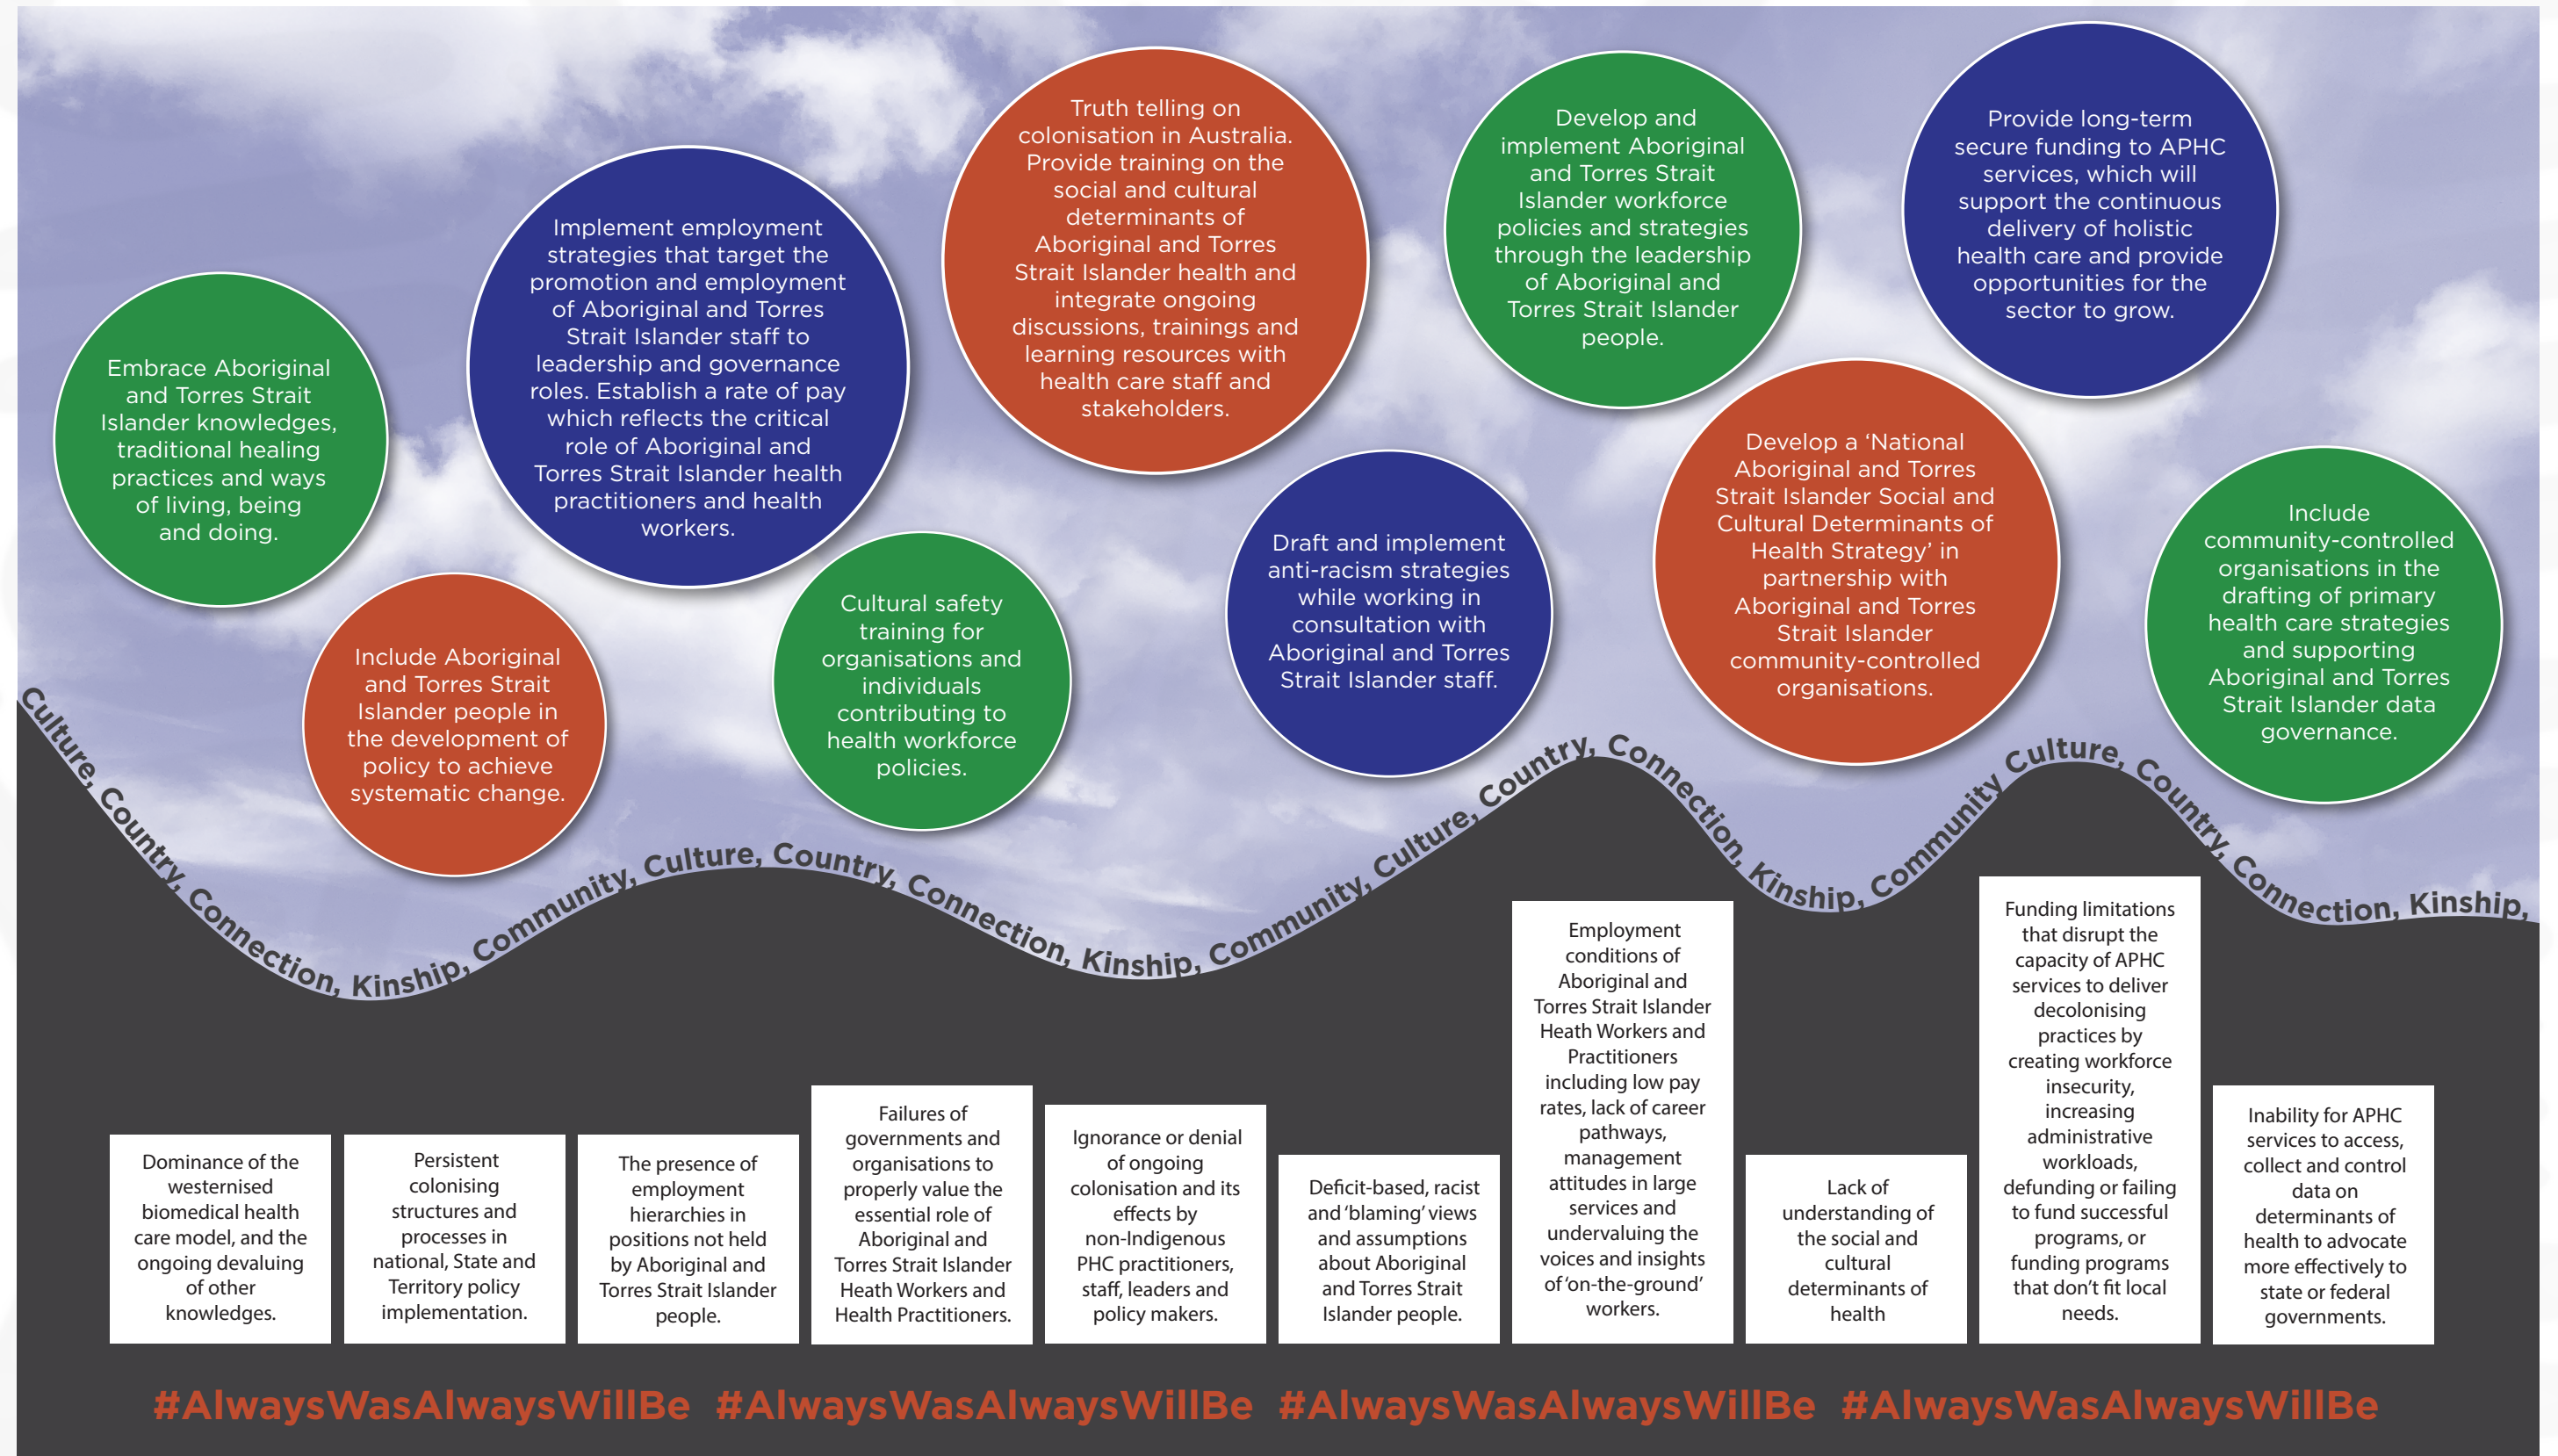 Embrace Aboriginal
and Torres Strait
Islander knowledges,
traditional healing
practices and ways
of living, being
and doing.
Include Aboriginal
and Torres Strait
Islander people in
the development of
policy to achieve
systematic change.
Implement employment
strategies that target the
promotion and employment
of Aboriginal and Torres
Strait Islander staff to
leadership and governance
roles. Establish a rate of pay
which reflects the critical
role of Aboriginal and
Torres Strait Islander health
practitioners and health
workers.
Cultural safety
training for
organisations and
individuals
contributing to
health workforce
policies.
Truth telling on
colonisation in Australia.
Provide training on the
social and cultural
determinants of
Aboriginal and Torres
Strait Islander health and
integrate ongoing
discussions, trainings and
learning resources with
health care staff and
stakeholders.
Draft and implement
anti-racism strategies
while working in
consultation with
Aboriginal and Torres
Strait Islander staff.
Develop and
implement Aboriginal
and Torres Strait
Islander workforce
policies and strategies
through the leadership
of Aboriginal and
Torres Strait Islander
people.
Develop a ‘National
Aboriginal and Torres
Strait Islander Social and
Cultural Determinants of
Health Strategy’ in
partnership with
Aboriginal and Torres
Strait Islander
community-controlled
organisations.
Provide long-term
secure funding to APHC
services, which will
support the continuous
delivery of holistic
health care and provide
opportunities for the
sector to grow.
Include
community-controlled
organisations in the
drafting of primary
health care strategies
and supporting
Aboriginal and Torres
Strait Islander data
governance.
Culture, Country, Connection, Kinship, Community, Culture, Country, Connection, Kinship, Community, Culture, Country, Connection, Kinship, Community Culture, Country, Connection, Kinship,
Dominance of the
westernised
biomedical health
care model, and the
ongoing devaluing
of other
knowledges.
Persistent
colonising
structures and
processes in
national, State and
Territory policy
implementation.
The presence of
employment
hierarchies in
positions not held
by Aboriginal and
Torres Strait Islander
people.
Failures of
governments and
organisations to
properly value the
essential role of
Aboriginal and
Torres Strait Islander
Heath Workers and
Health Practitioners.
Ignorance or denial
of ongoing
colonisation and its
effects by
non-Indigenous
PHC practitioners,
staff, leaders and
policy makers.
Deficit-based, racist
and ‘blaming’ views
and assumptions
about Aboriginal
and Torres Strait
Islander people.
Employment
conditions of
Aboriginal and
Torres Strait Islander
Heath Workers and
Practitioners
including low pay
rates, lack of career
pathways,
management
attitudes in large
services and
undervaluing the
voices and insights
of ‘on-the-ground’
workers.
Lack of
understanding of
the social and
cultural
determinants of
health
Funding limitations
that disrupt the
capacity of APHC
services to deliver
decolonising
practices by
creating workforce
insecurity,
increasing
administrative
workloads,
defunding or failing
to fund successful
programs, or
funding programs
that don’t fit local
needs.
Inability for APHC
services to access,
collect and control
data on
determinants of
health to advocate
more effectively to
state or federal
governments.
#AlwaysWasAlwaysWillBe #AlwaysWasAlwaysWillBe #AlwaysWasAlwaysWillBe #AlwaysWasAlwaysWillBe